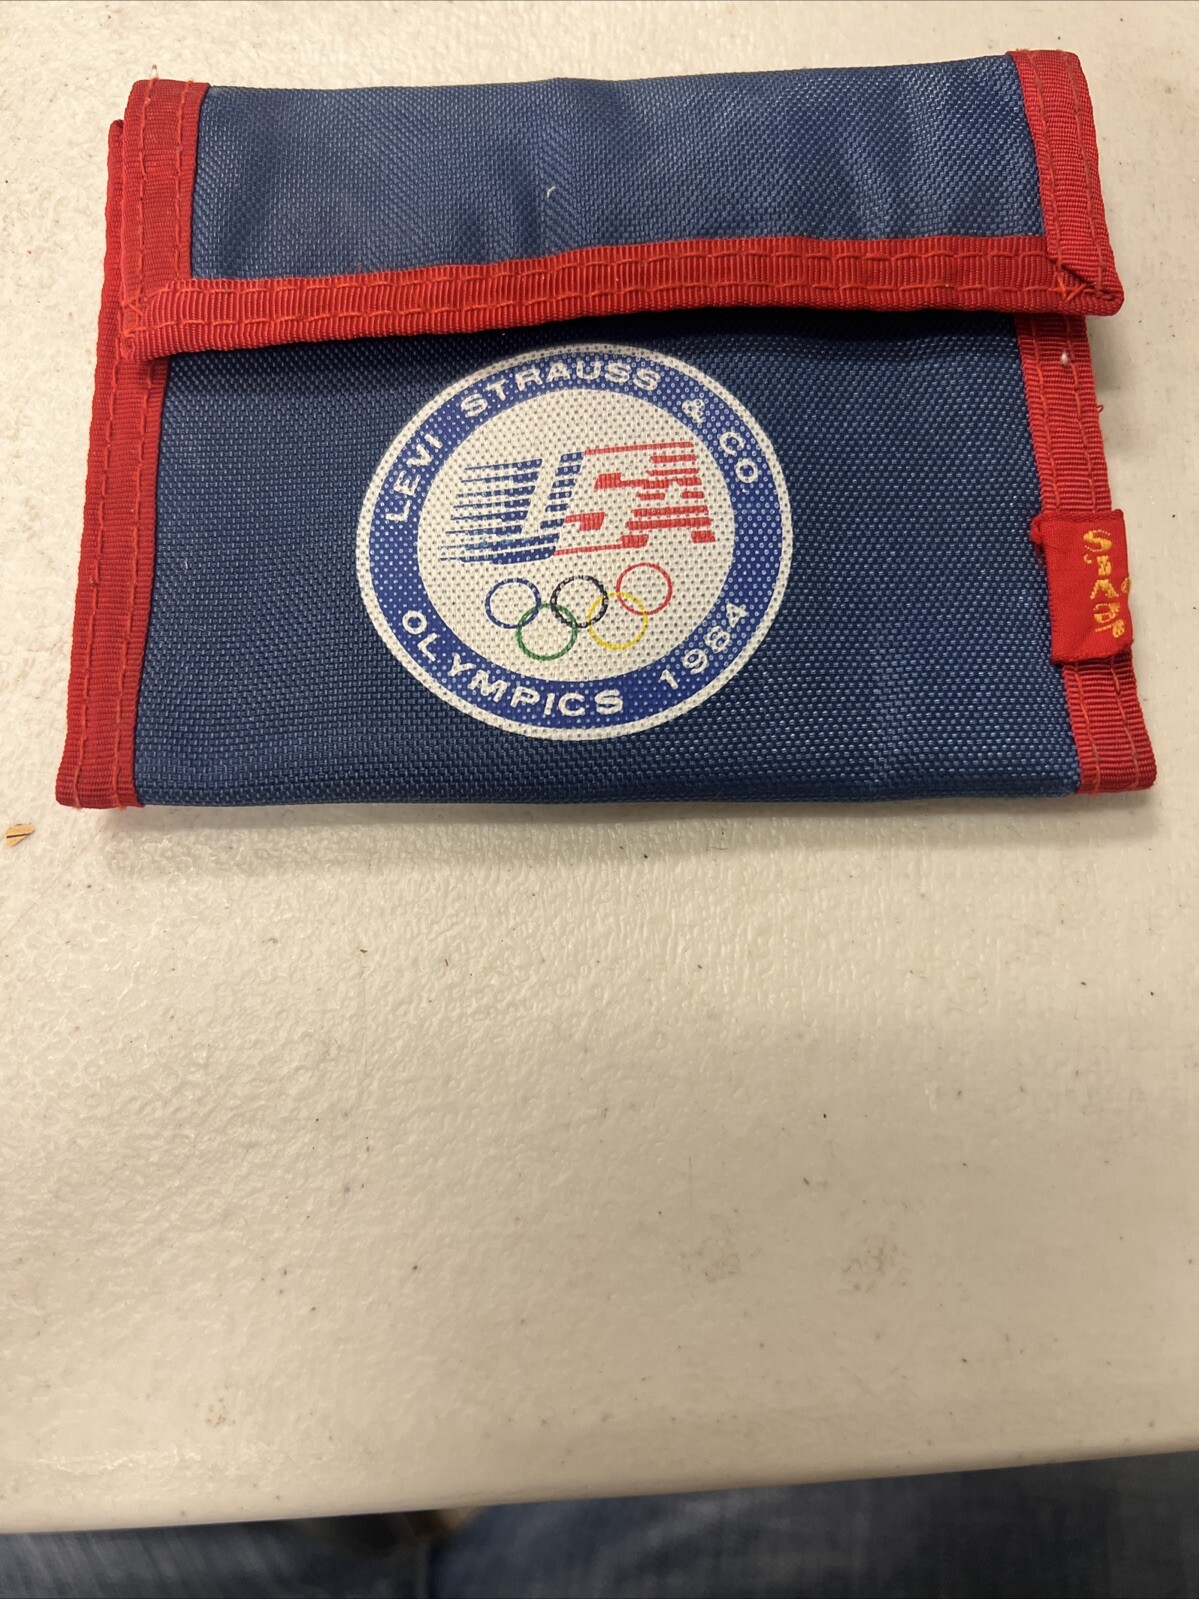 LEVI STRAUSS & CO
USA
OLYMPICS 1984